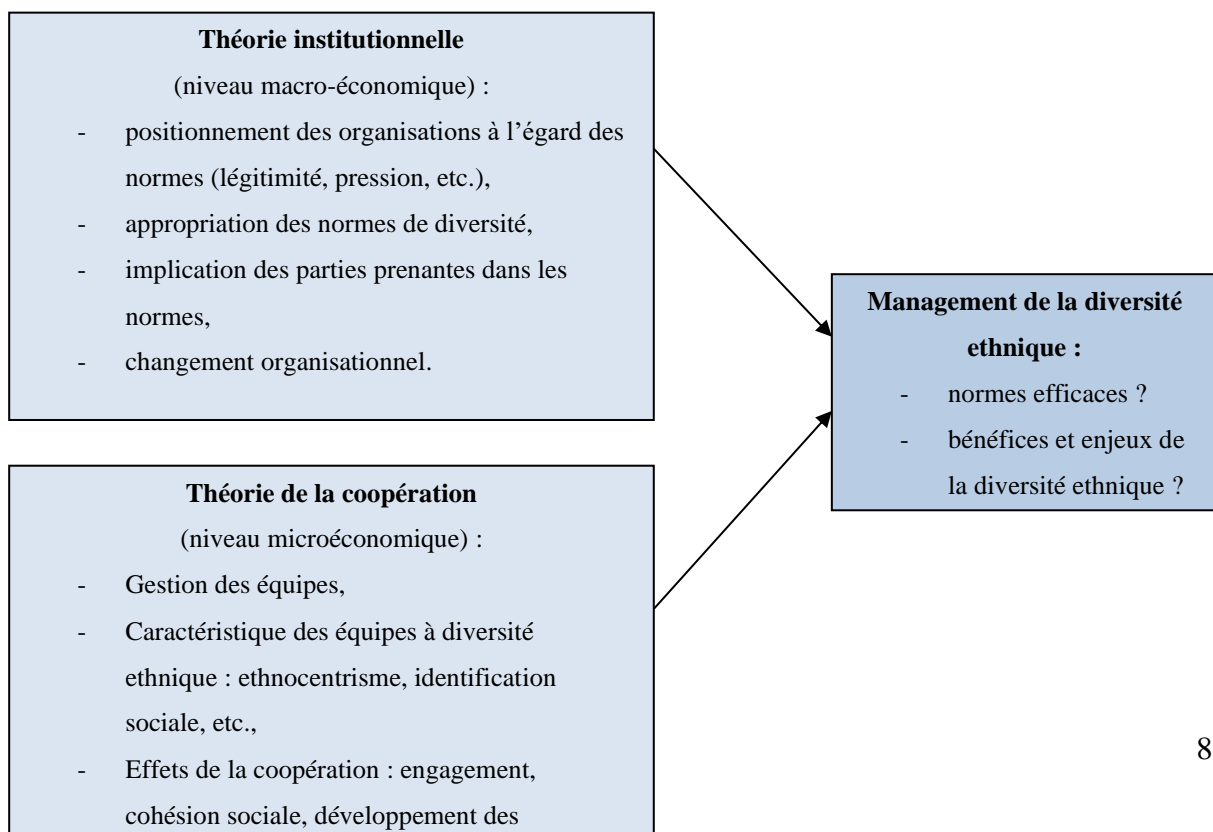 Théorie institutionnelle
(niveau macro-économique) :
- positionnement des organisations à l'égard des
normes (légitimité, pression, etc.),
- appropriation des normes de diversité,
- implication des parties prenantes dans les
normes,
- changement organisationnel.
Théorie de la coopération
(niveau microéconomique) :
- Gestion des équipes,
- Caractéristique des équipes à diversité
ethnique : ethnocentrisme, identification
sociale, etc.,
- Effets de la coopération : engagement,
cohésion sociale, développement des
Management de la diversité
ethnique :
- normes efficaces ?
- bénéfices et enjeux de
la diversité ethnique ?
8